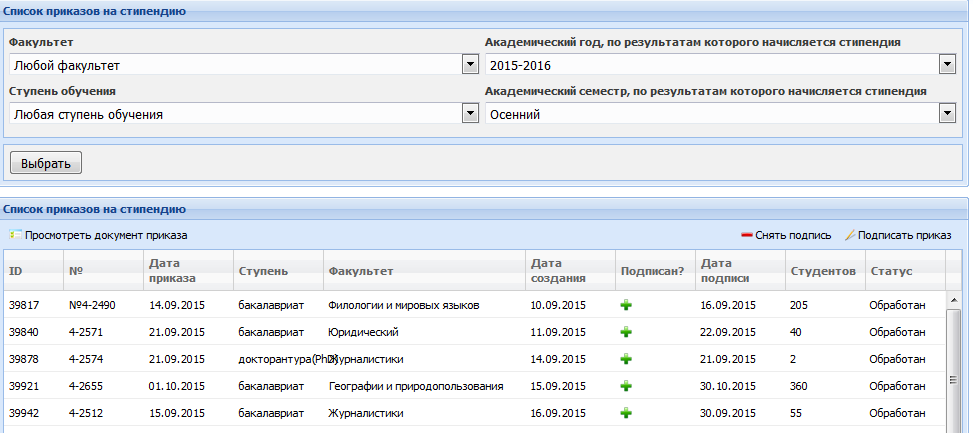 Список приказов на стипендию
Факультет Академический год, по результатам которого начисляется стипендия
Любой факультет 2015-2016
Ступень обучения Академический семестр, по результатам которого начисляется стипендия
Любая ступень обучения Осенний
Выбрать
Список приказов на стипендию
Просмотреть документ приказа Снять подпись Подписать приказ
ID № Дата приказа Ступень Факультет Дата создания Подписан? Дата подписи Студентов Статус
39817 №4-2490 14.09.2015 бакалавриат Филологии и мировых языков 10.09.2015 16.09.2015 205 Обработан
39840 4-2571 21.09.2015 бакалавриат Юридический 11.09.2015 22.09.2015 40 Обработан
39878 4-2574 21.09.2015 докторантура(PhD) Журналистики 14.09.2015 21.09.2015 2 Обработан
39921 4-2655 01.10.2015 бакалавриат Географии и природопользования 15.09.2015 30.10.2015 360 Обработан
39942 4-2512 15.09.2015 бакалавриат Журналистики 16.09.2015 30.09.2015 55 Обработан